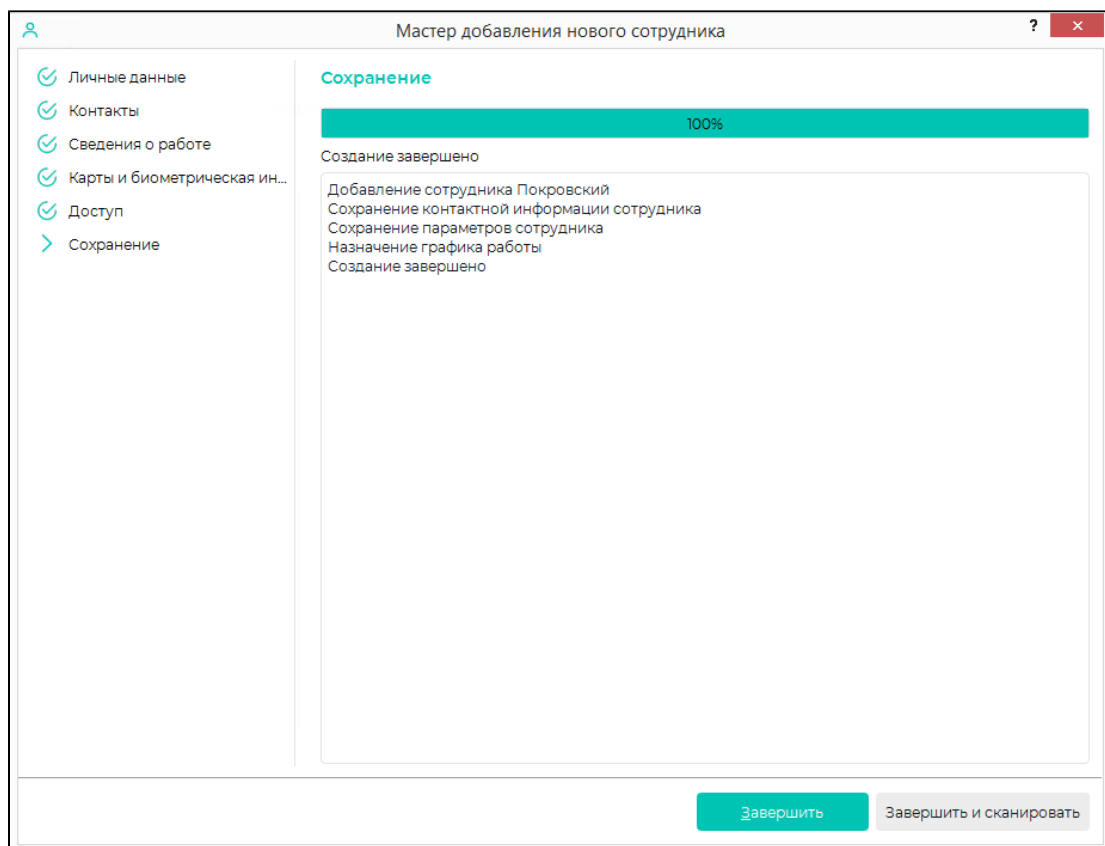 Мастер добавления нового сотрудника
?
×
Личные данные
Контакты
Сведения о работе
Карты и биометрическая ин...
Доступ
Сохранение
Сохранение
100%
Создание завершено
Добавление сотрудника Покровский
Сохранение контактной информации сотрудника
Сохранение параметров сотрудника
Назначение графика работы
Создание завершено
Завершить
Завершить и сканировать